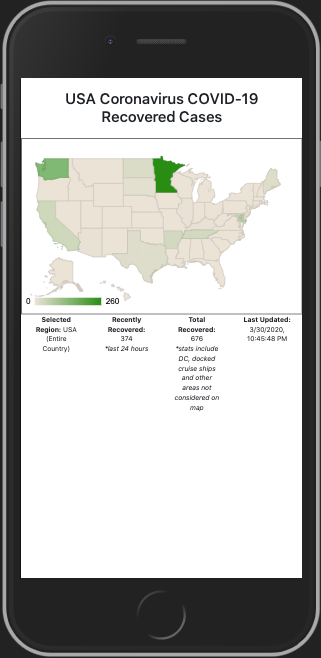 USA Coronavirus COVID-19
Recovered Cases
0 260
Selected
Region: USA
(Entire
Country)
Recently
Recovered:
374
*last 24 hours
Total
Recovered:
676
*stats include
DC, docked
cruise ships
and other
areas not
considered on
map
Last Updated:
3/30/2020,
10:45:48 PM